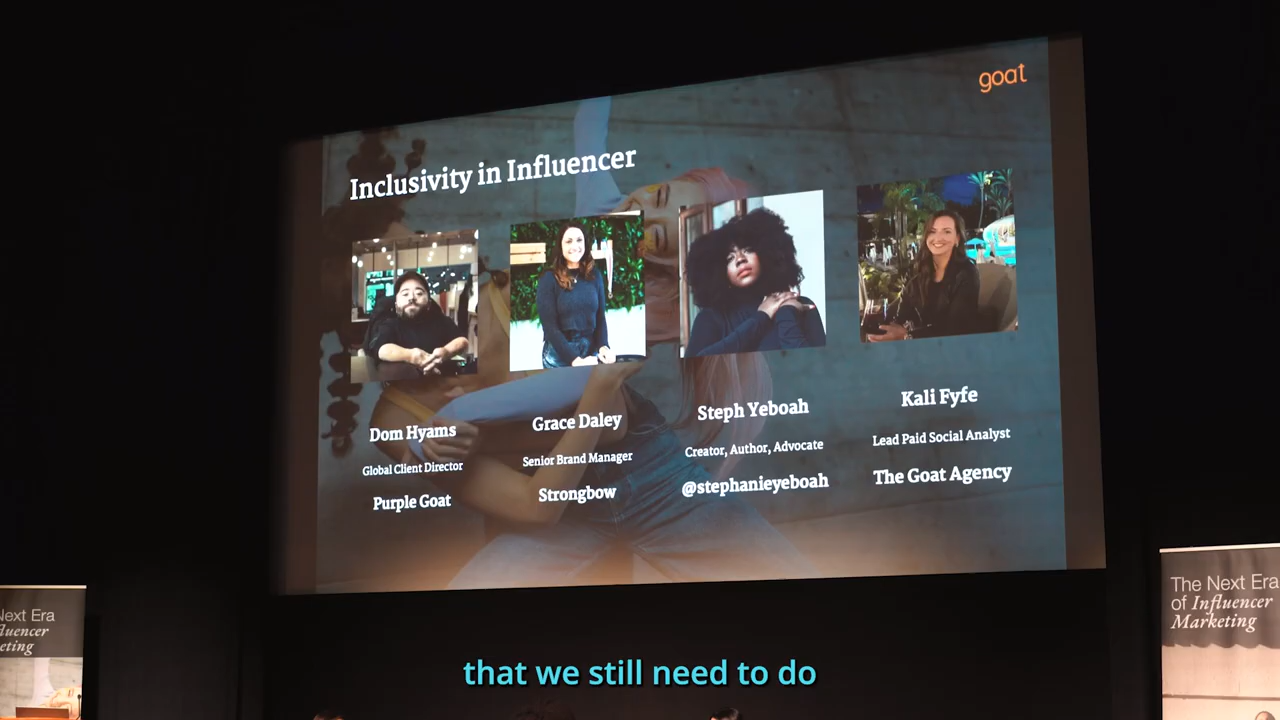 goat
Inclusivity in Influencer
Dom Hyams
Global Client Director
Purple Goat
Grace Daley
Senior Brand Manager
Strongbow
Steph Yeboah
Creator, Author, Advocate
@stephanieyeboah
Kali Fyfe
Lead Paid Social Analyst
The Goat Agency
Next Era
fluencer
eting
The Next Era
of Influencer
Marketing
that we still need to do